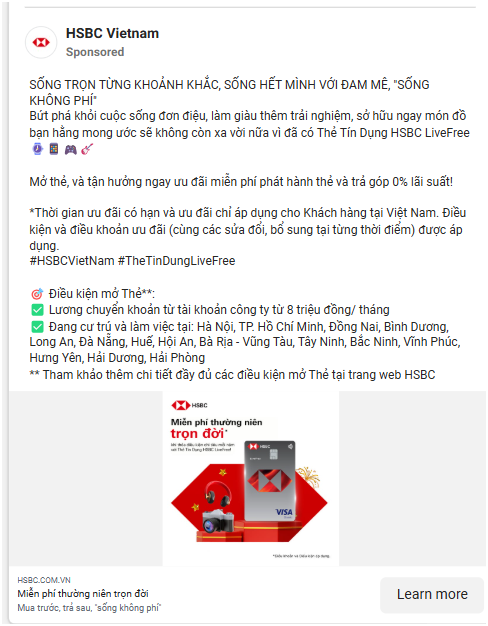 HSBC Vietnam
Sponsored
SỐNG TRỌN TỪNG KHOẢNH KHẮC, SỐNG HẾT MÌNH VỚI ĐAM MÊ, "SỐNG
KHÔNG PHÍ"
Bứt phá khỏi cuộc sống đơn điệu, làm giàu thêm trải nghiệm, sở hữu ngay món đồ
bạn hằng mong ước sẽ không còn xa vời nữa vì đã có Thẻ Tín Dụng HSBC LiveFree
Mở thẻ, và tận hưởng ngay ưu đãi miễn phí phát hành thẻ và trả góp 0% lãi suất!
*Thời gian ưu đãi có hạn và ưu đãi chỉ áp dụng cho Khách hàng tại Việt Nam. Điều
kiện và điều khoản ưu đãi (cùng các sửa đổi, bổ sung tại từng thời điểm) được áp
dụng.
#HSBCVietNam #TheTinDungLiveFree
🎯 Điều kiện mở Thẻ**:
✅ Lương chuyển khoản từ tài khoản công ty từ 8 triệu đồng/ tháng
✅ Đang cư trú và làm việc tại: Hà Nội, TP. Hồ Chí Minh, Đồng Nai, Bình Dương,
Long An, Đà Nẵng, Huế, Hội An, Bà Rịa - Vũng Tàu, Tây Ninh, Bắc Ninh, Vĩnh Phúc,
Hưng Yên, Hải Dương, Hải Phòng
** Tham khảo thêm chi tiết đầy đủ các điều kiện mở Thẻ tại trang web HSBC
HSBC
Miễn phí thường niên
trọn đời*
HSBC
VISA
HSBC.COM.VN
Miễn phí thường niên trọn đời
Mua trước, trả sau, "sống không phí"
Learn more